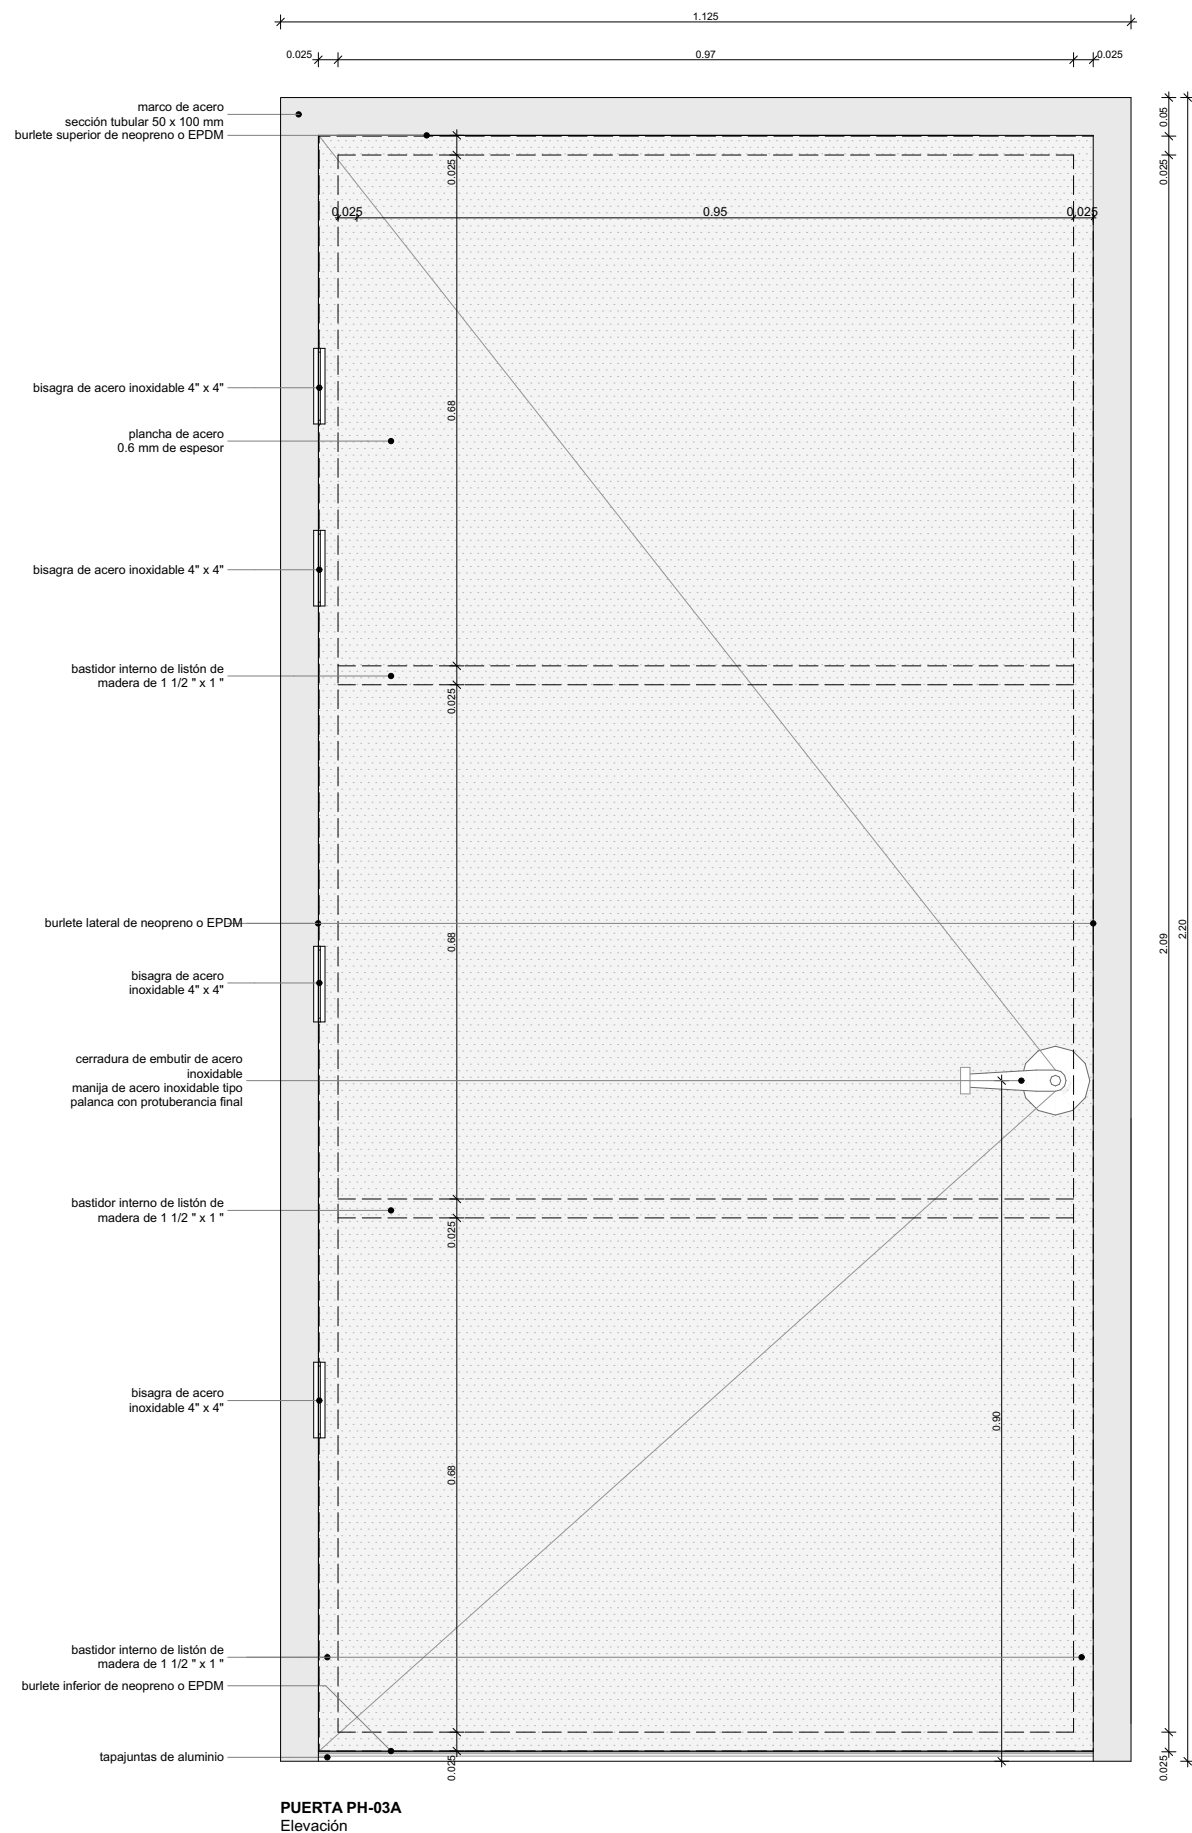 1.125
0.025
0.97
0.025
marco de acero
sección tubular 50 x 100 mm
burlete superior de neopreno o EPDM
0.05
0.025
0.025
0.025
0.95
0.025
bisagra de acero inoxidable 4" x 4"
0.68
plancha de acero
0.6 mm de espesor
bisagra de acero inoxidable 4" x 4"
bastidor interno de listón de
madera de 1 1/2 " x 1 "
0.025
burlete lateral de neopreno o EPDM
0.68
2.09
2.20
bisagra de acero
inoxidable 4" x 4"
cerradura de embutir de acero
inoxidable
manija de acero inoxidable tipo
palanca con protuberancia final
bastidor interno de listón de
madera de 1 1/2 " x 1 "
0.025
bisagra de acero
inoxidable 4" x 4"
0.90
0.68
bastidor interno de listón de
madera de 1 1/2 " x 1 "
burlete inferior de neopreno o EPDM
tapajuntas de aluminio
0.025
0.025
PUERTA PH-03A
Elevación